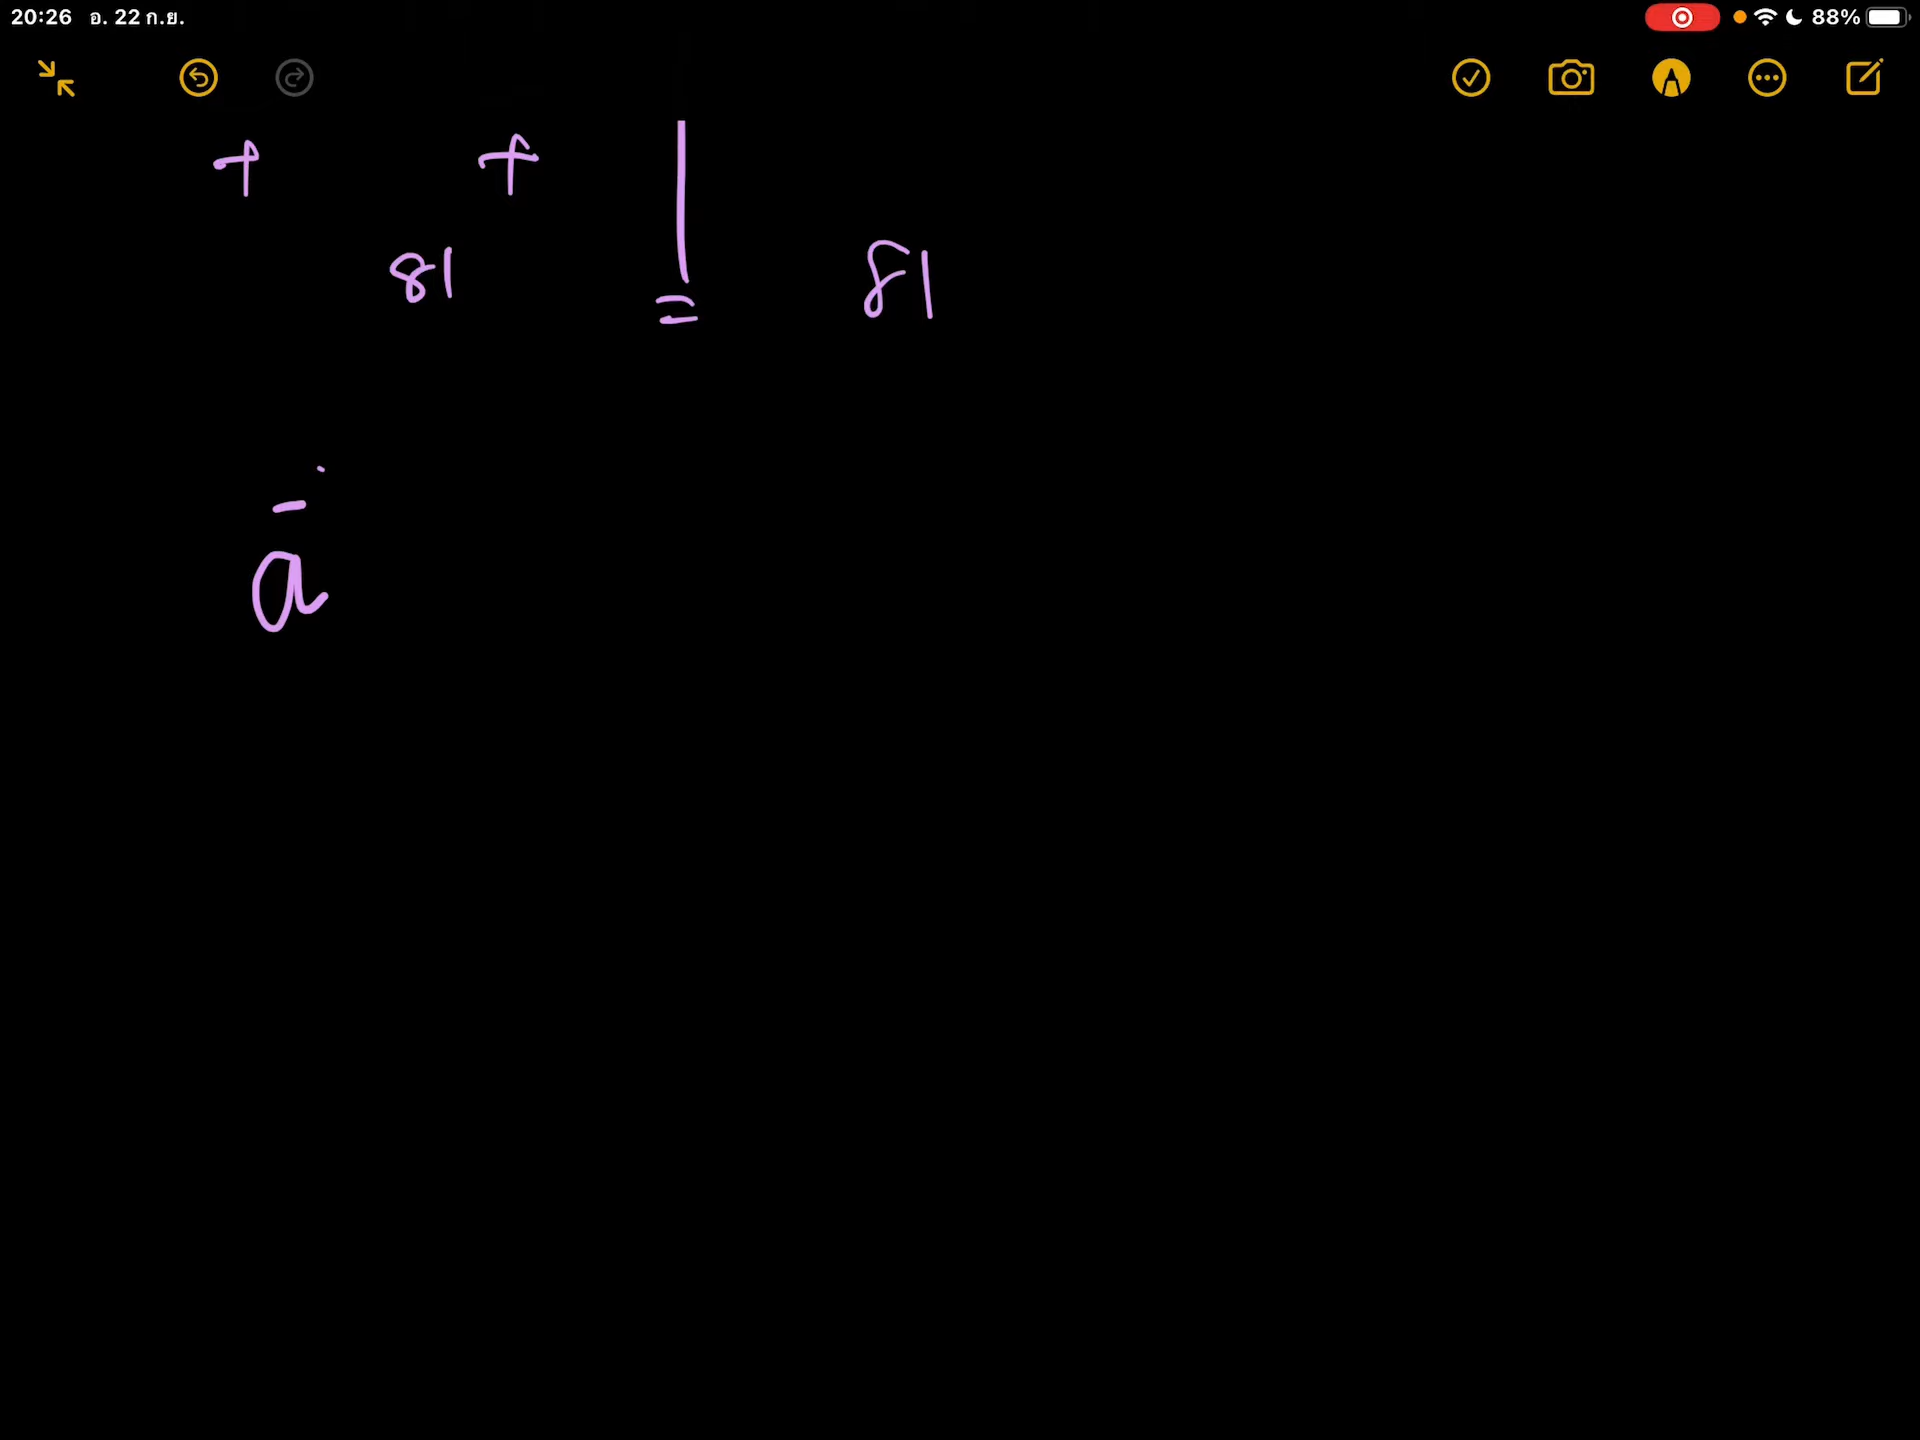 20:26 อ. 22 ก.ย. 88%
+ +
81 = 81
-
a